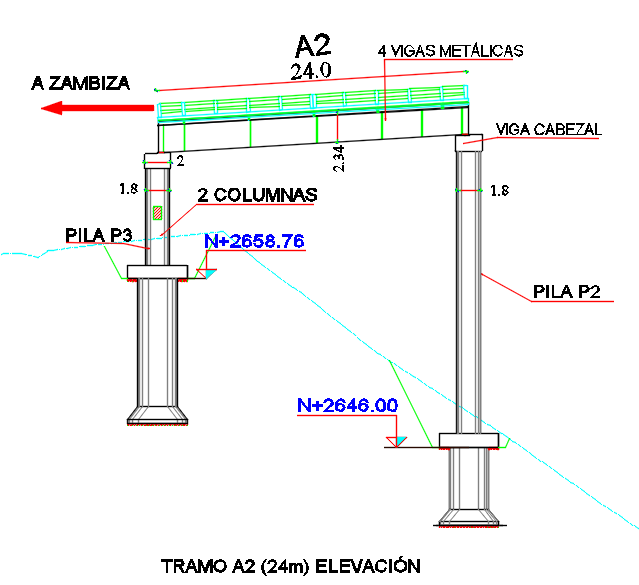 A2
4 VIGAS METÁLICAS
24.0
A ZAMBIZA
VIGA CABEZAL
2.34
2
1.8
2 COLUMNAS
1.8
PILA P3
N+2658.76
PILA P2
N+2646.00
TRAMO A2 (24m) ELEVACIÓN